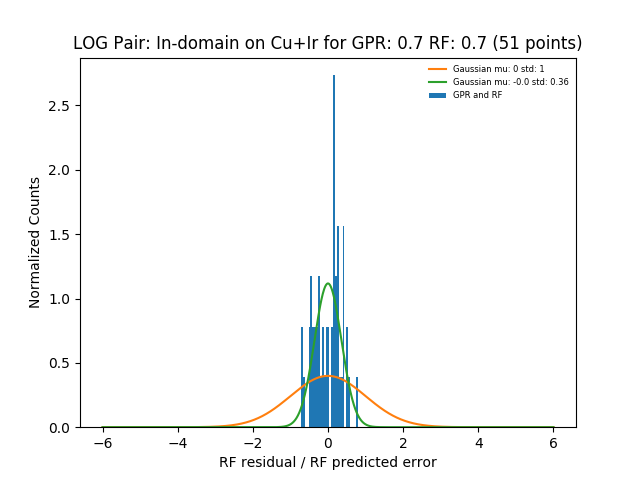 LOG Pair: In-domain on Cu+Ir for GPR: 0.7 RF: 0.7 (51 points)
Gaussian mu: 0 std: 1
Gaussian mu: -0.0 std: 0.36
GPR and RF
Normalized Counts
2.5
2.0
1.5
1.0
0.5
0.0
−6 −4 −2 0 2 4 6
RF residual / RF predicted error